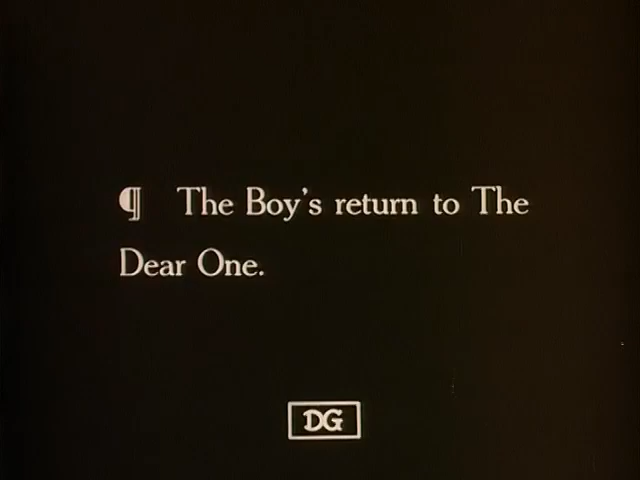 ¶ The Boy's return to The
Dear One.
DG